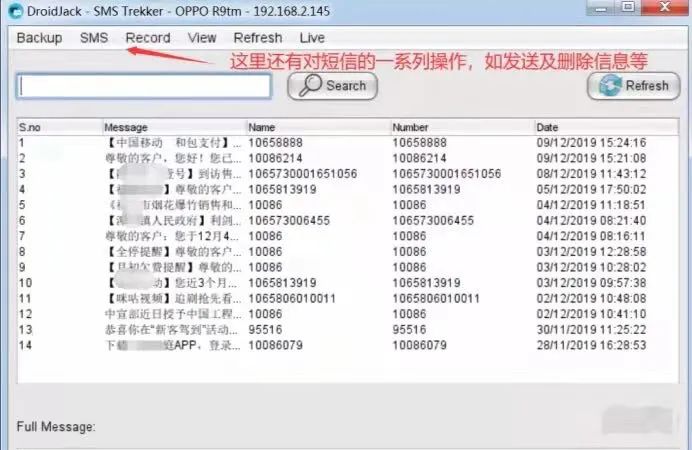 DroidJack - SMS Trekker - OPPO R9tm - 192.168.2.145
Backup SMS Record View Refresh Live
这里还有对短信的一系列操作，如发送及删除信息等
Search Refresh
S.no Message Name Number Date
1 【中国移动 和包支付】... 10658888 10658888 09/12/2019 15:24:16
2 尊敬的客户，您好！您已... 10086214 10086214 09/12/2019 15:21:08
3 【 壹号】到访售... 1065730001651056 1065730001651056 08/12/2019 11:43:12
4 【 】尊敬的客户... 1065813919 1065813919 05/12/2019 17:50:02
5 《 市烟花爆竹销售和... 10086 10086 04/12/2019 11:18:51
6 【 镇人民政府】利剑... 106573006455 106573006455 04/12/2019 08:21:40
7 尊敬的客户：您于12月4... 10086 10086 04/12/2019 08:16:11
8 【全停提醒】尊敬的客... 10086 10086 03/12/2019 12:28:58
9 【 欠费提醒】尊敬的... 10086 10086 03/12/2019 10:28:02
10 【 动】您近3个月... 1065813919 1065813919 03/12/2019 09:57:38
11 【咪咕视频】追剧抢先看... 1065806010011 1065806010011 02/12/2019 10:48:08
12 中宣部近日授予中国工程... 10086 10086 02/12/2019 10:41:10
13 恭喜你在“新客驾到”活动... 95516 95516 30/11/2019 11:25:22
14 下载 APP，登录... 10086079 10086079 28/11/2019 16:28:53
Full Message: